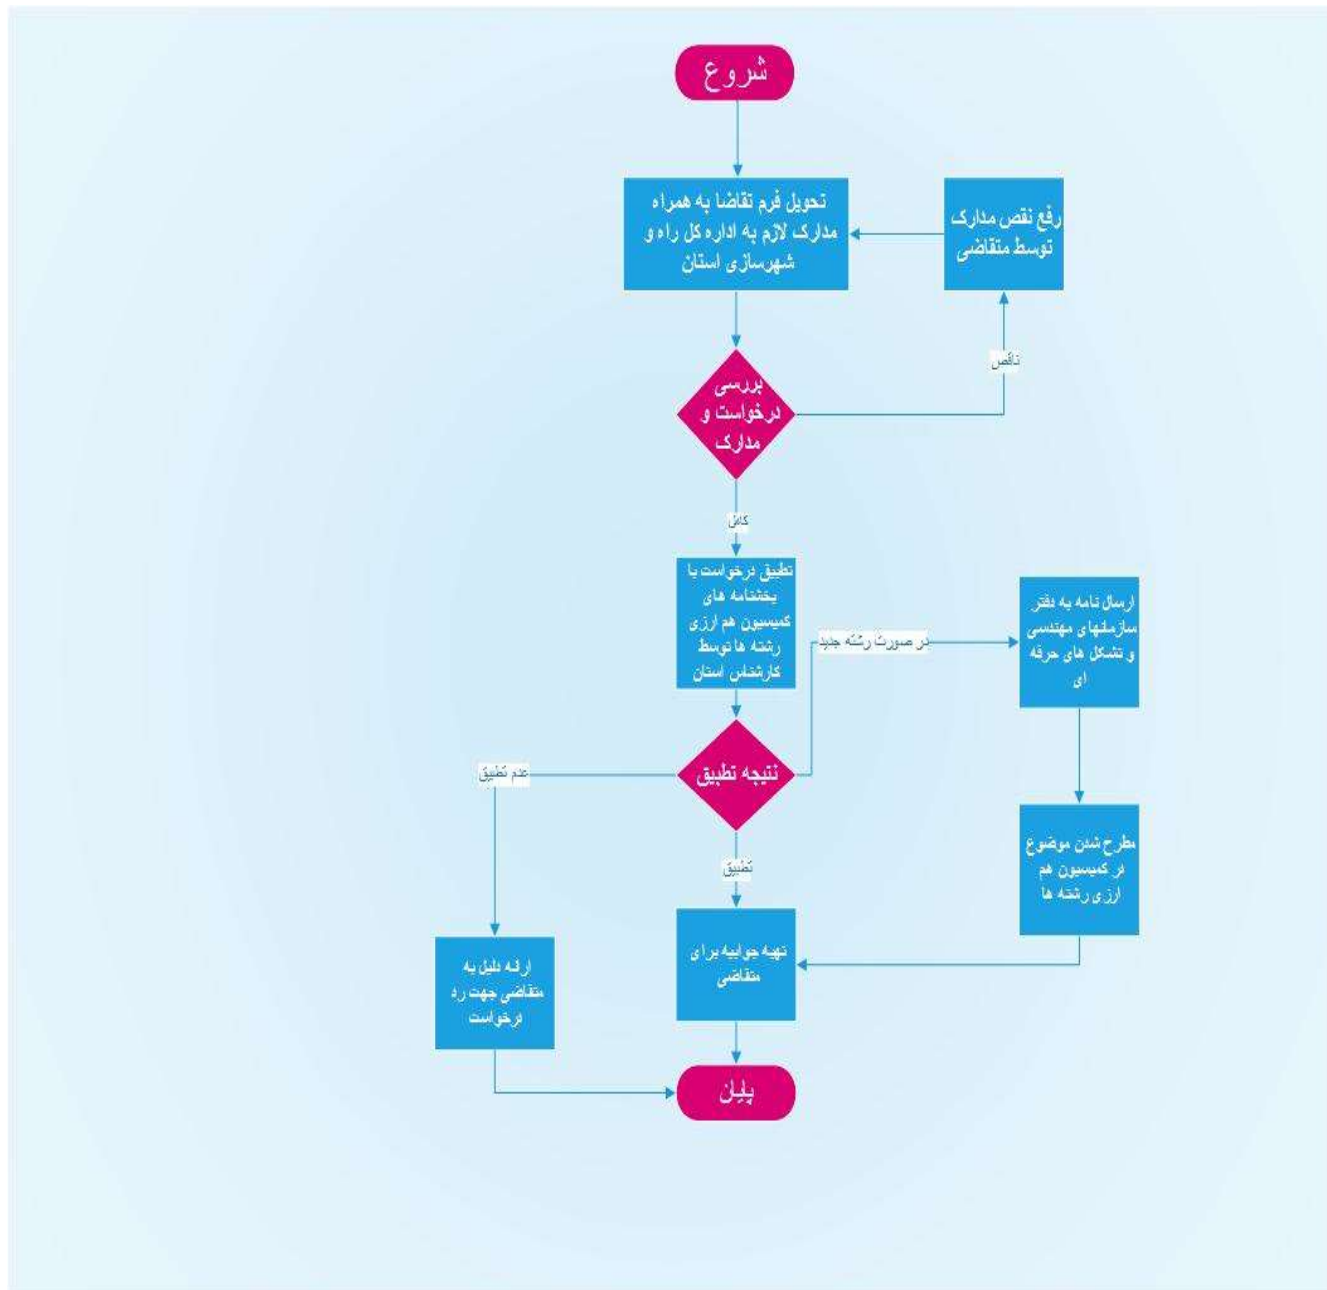 شروع
تحویل فرم تقاضا به همراه
مدارک لازم به اداره کل راه و
شهرسازی استان
رفع نقص مدارک
توسط متقاضی
ناقص
بررسی
درخواست و
مدارک
کامل
تطبیق درخواست با
بخشنامه های
کمیسیون هم ارزی
رشته ها توسط
کارشناس استان
در صورت رشته جدید
ارسال نامه به دفتر
سازمانهای مهندسی
و تشکل های حرفه
ای
نتیجه تطبیق
عدم تطبیق
تطبیق
مطرح شدن موضوع
در کمیسیون هم
ارزی رشته ها
تهیه جوابیه برای
متقاضی
ارائه دلیل به
متقاضی جهت رد
درخواست
پایان